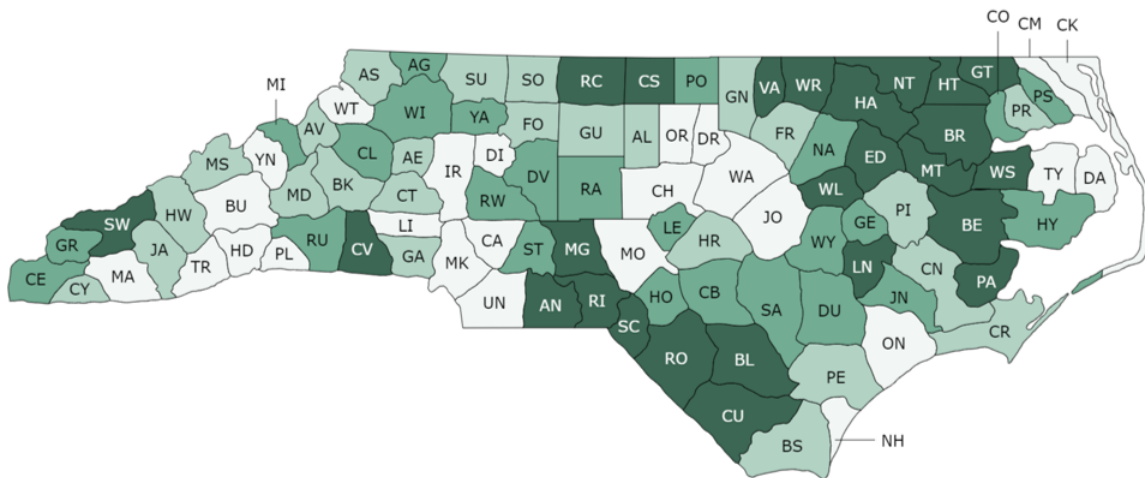 CO
CM
CK
AS
AG
SU
SO
RC
CS
PO
GN
VA
WR
HA
NT
HT
GT
PR
PS
MI
WT
WI
YA
FO
GU
AL
OR
DR
FR
NA
ED
BR
MT
WS
TY
DA
MS
YN
AV
CL
AE
IR
DI
DV
RA
CH
WA
WL
PI
BE
HY
MD
BK
CT
RW
SW
HW
BU
LI
JO
GE
WY
GR
JA
TR
HD
PL
RU
CV
GA
MK
CA
ST
MG
MO
LE
HR
LN
CN
PA
CE
CY
MA
UN
AN
RI
SC
HO
CB
SA
DU
JN
CR
ON
RO
BL
PE
CU
BS
NH